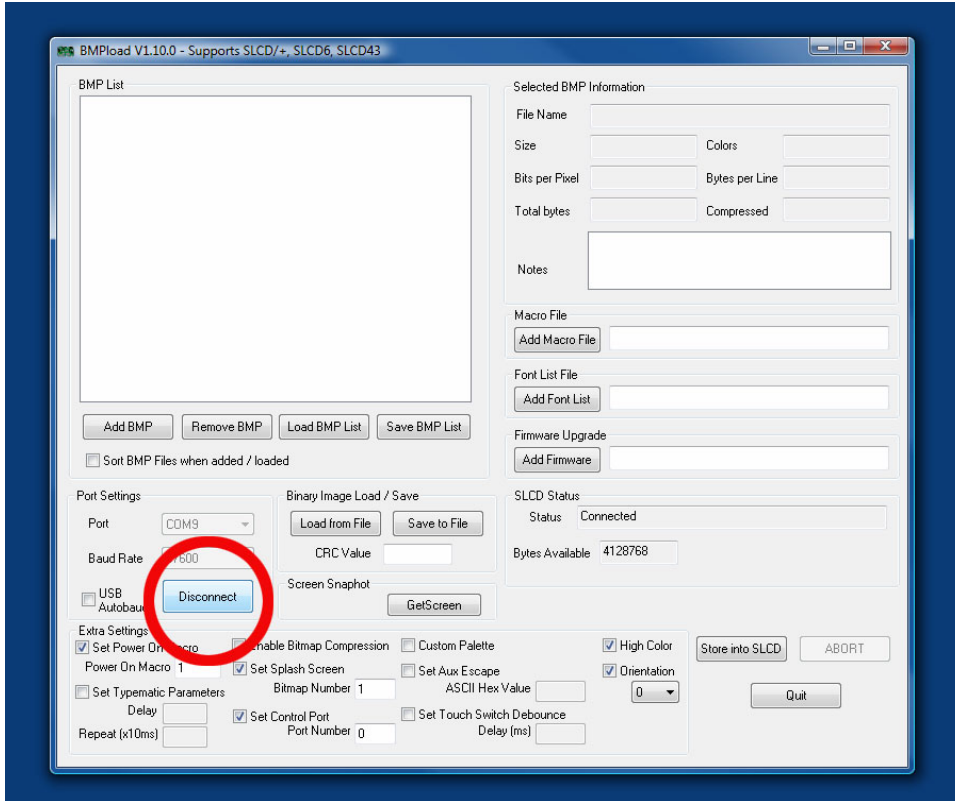 BMPload V1.10.0 - Supports SLCD/+, SLCD6, SLCD43
BMP List
Add BMP Remove BMP Load BMP List Save BMP List
Sort BMP Files when added / loaded
Selected BMP Information
File Name
Size Colors
Bits per Pixel Bytes per Line
Total bytes Compressed
Notes
Macro File
Add Macro File
Font List File
Add Font List
Firmware Upgrade
Add Firmware
Port Settings
Port COM9
Baud Rate
USB
Disconnect
Binary Image Load / Save
Load from File Save to File
CRC Value
Screen Snaphot
GetScreen
SLCD Status
Status Connected
Bytes Available 4128768
Extra Settings
Set Power On
Power On Macro 1
Set Typematic Parameters
Delay
Repeat (x10ms)
Bitmap Compression
Set Splash Screen
Bitmap Number 1
Set Control Port
Port Number 0
Custom Palette
Set Aux Escape
ASCII Hex Value
Set Touch Switch Debounce
Delay (ms)
High Color
Orientation
0
Store into SLCD ABORT
Quit